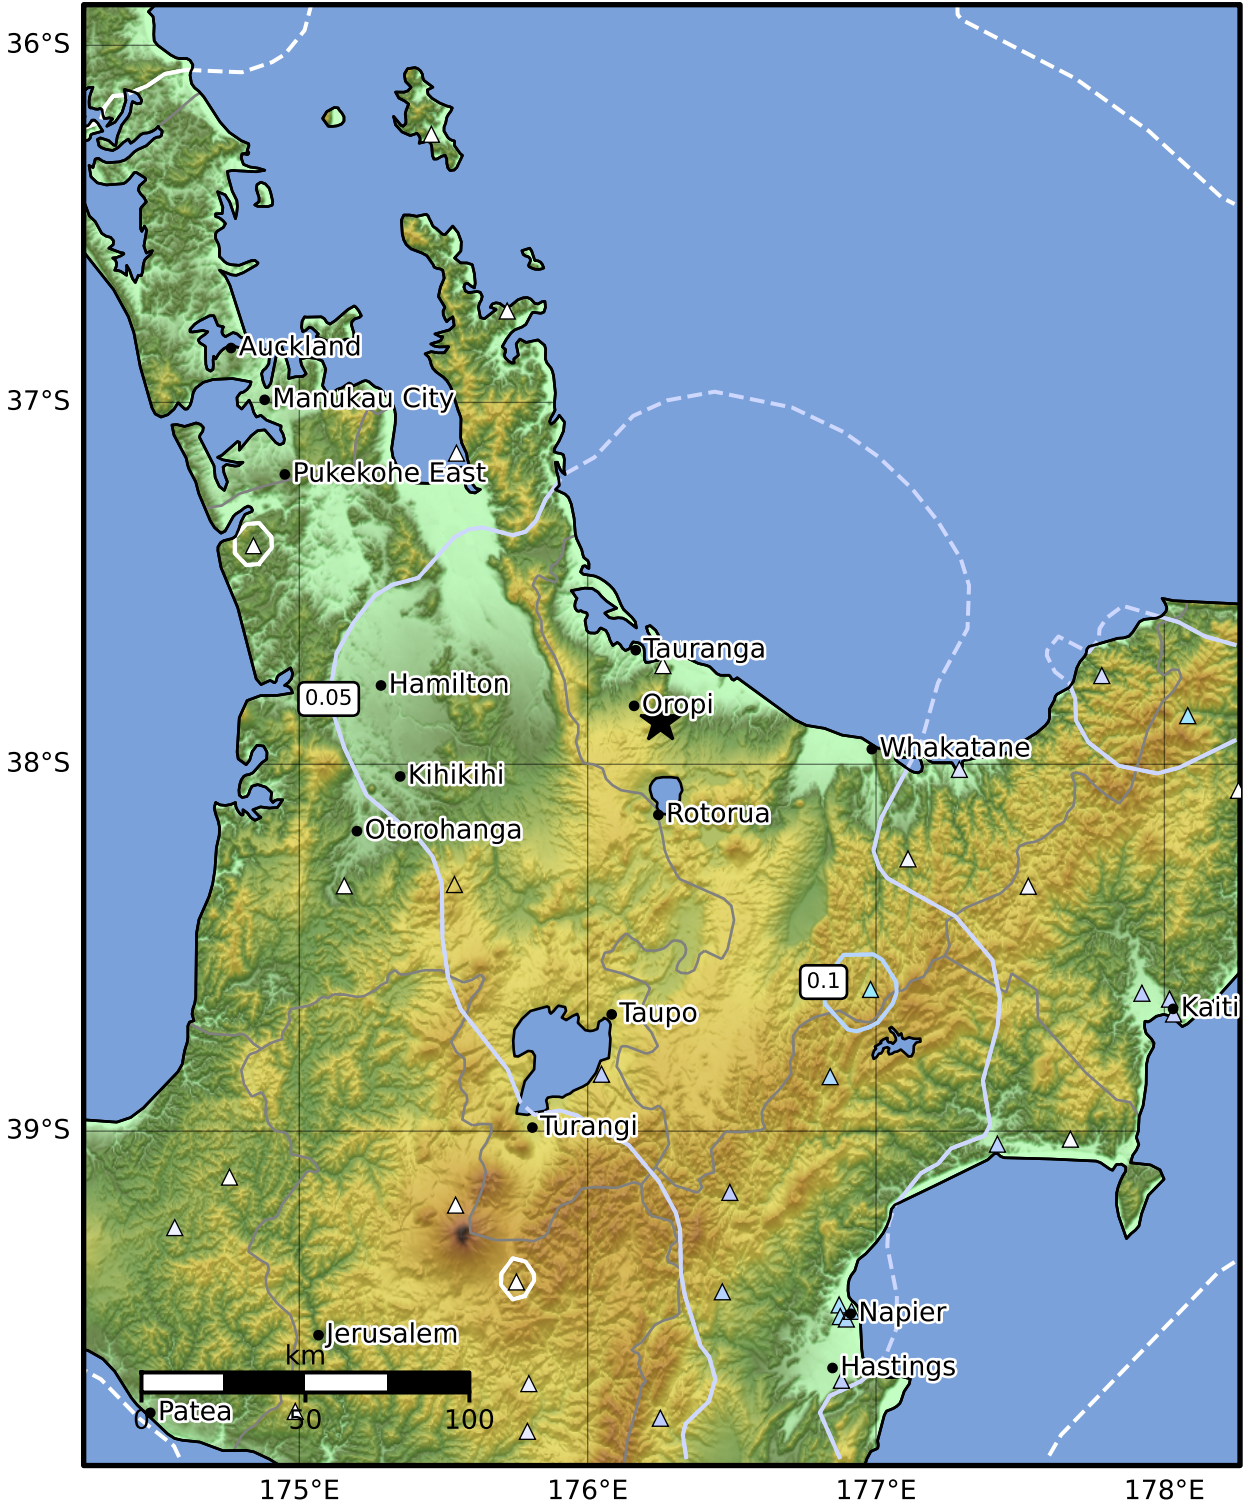 36°S
Auckland
37°S
Manukau City
Pukekohe East
Tauranga
Hamilton
0.05
Oropi
Whakatane
38°S
Kihikihi
Rotorua
Otorohanga
0.1
Taupo
Kaiti
39°S
Turangi
Napier
Jerusalem
km
Hastings
Patea
0 50 100
175°E 176°E 177°E 178°E